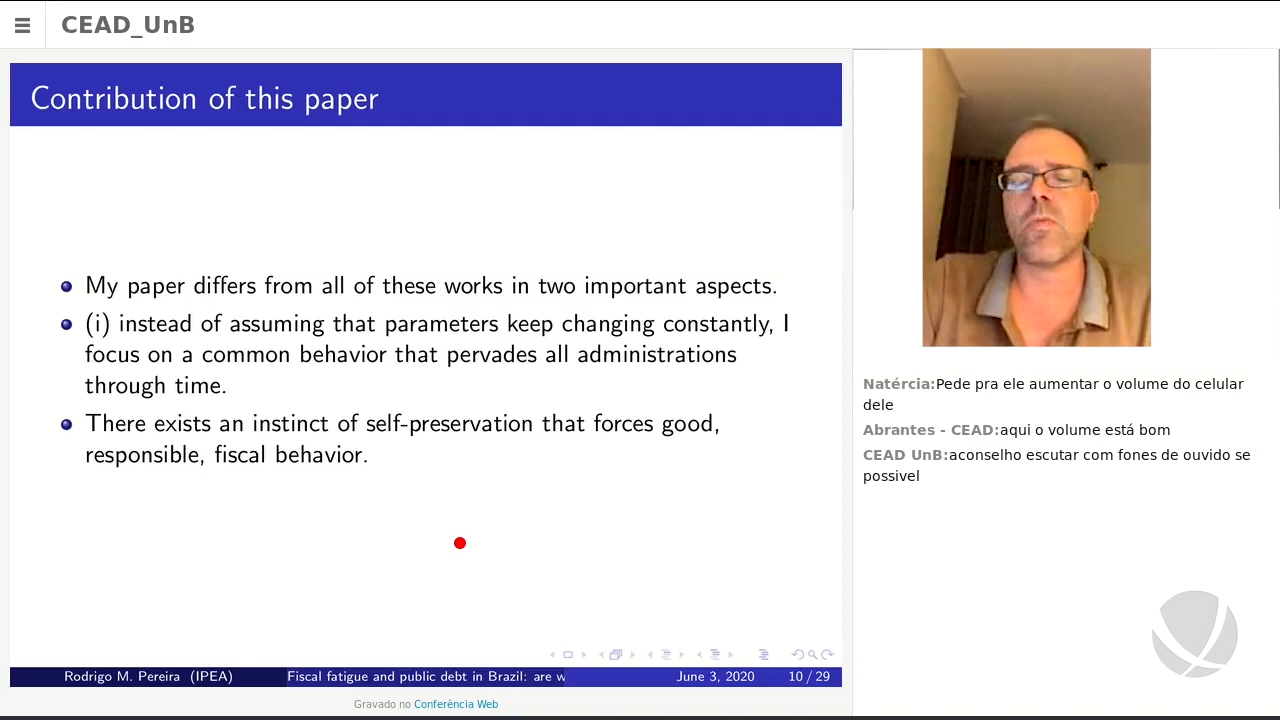 CEAD_UnB
Contribution of this paper
My paper differs from all of these works in two important aspects.
(i) instead of assuming that parameters keep changing constantly, I
focus on a common behavior that pervades all administrations
through time.
There exists an instinct of self-preservation that forces good,
responsible, fiscal behavior.
Rodrigo M. Pereira (IPEA)
Fiscal fatigue and public debt in Brazil: are w
June 3, 2020
10 / 29
Gravado no Conferência Web
Natércia:Pede pra ele aumentar o volume do celular
dele
Abrantes - CEAD:aqui o volume está bom
CEAD UnB:aconselho escutar com fones de ouvido se
possivel